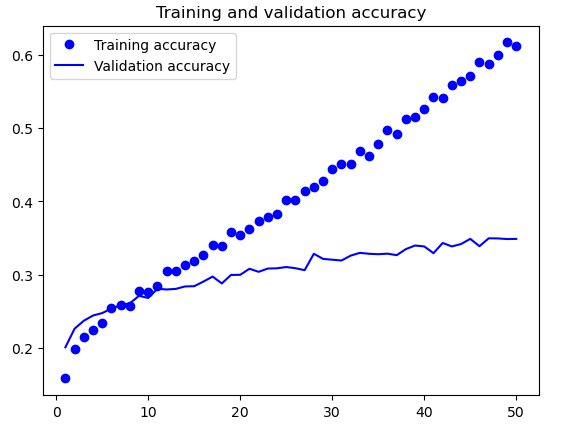 Training and validation accuracy
Training accuracy
Validation accuracy
0.6
0.5
0.4
0.3
0.2
0 10 20 30 40 50